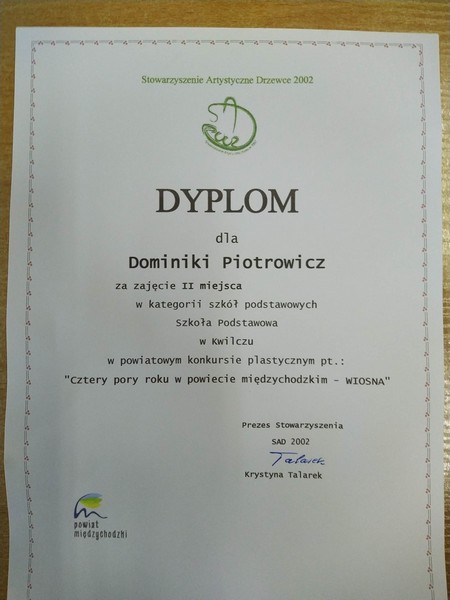 Stowarzyszenie Artystyczne Drzewce 2002
DYPLOM
dla
Dominiki Piotrowicz
za zajęcie II miejsca
w kategorii szkół podstawowych
Szkoła Podstawowa
w Kwilczu
w powiatowym konkursie plastycznym pt.:
"Cztery pory roku w powiecie międzychodzkim – WIOSNA"
Prezes Stowarzyszenia
SAD 2002
Talarek
Krystyna Talarek
powiat
międzychodzki